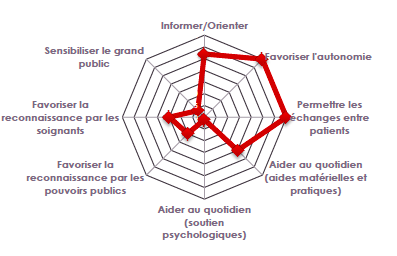 Informer/Orienter
Sensibiliser le grand
public
Favoriser l'autonomie
Favoriser la
reconnaissance par les
soignants
Permettre les
échanges entre
patients
Favoriser la
reconnaissance par les
pouvoirs publics
Aider au quotidien
(aides matérielles et
pratiques)
Aider au quotidien
(soutien
psychologiques)